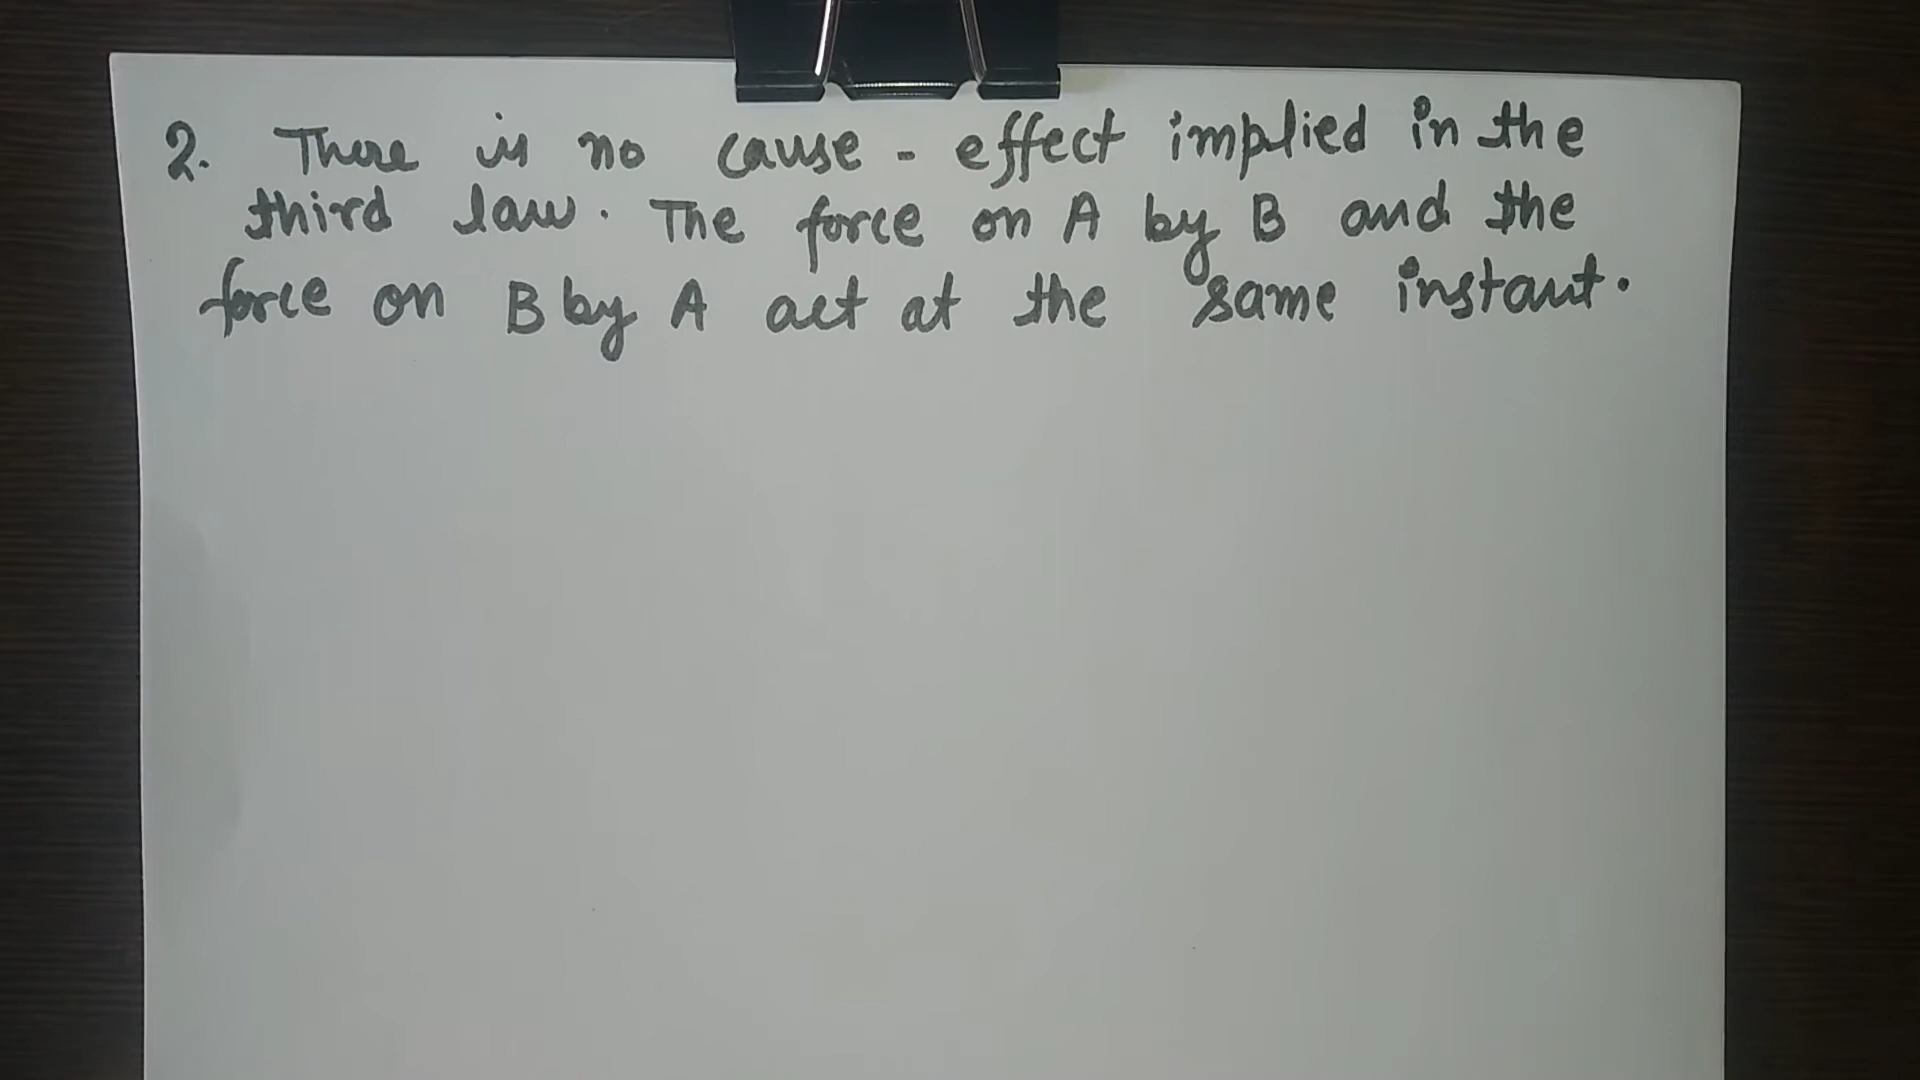 2. There is no cause - effect implied in the
third law. The force on A by B and the
force on B by A act at the same instant.